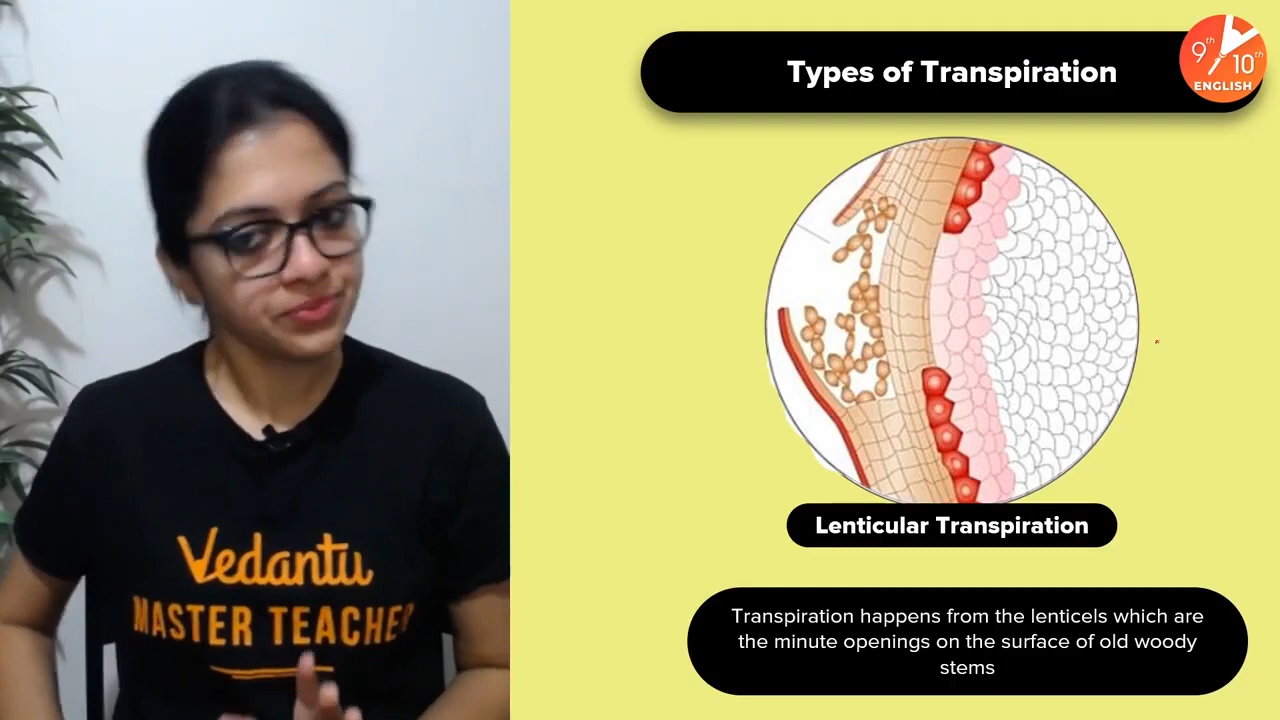 Types of Transpiration
9th
10th
ENGLISH
Vedantu
MASTER TEACHER
Lenticular Transpiration
Transpiration happens from the lenticels which are
the minute openings on the surface of old woody
stems